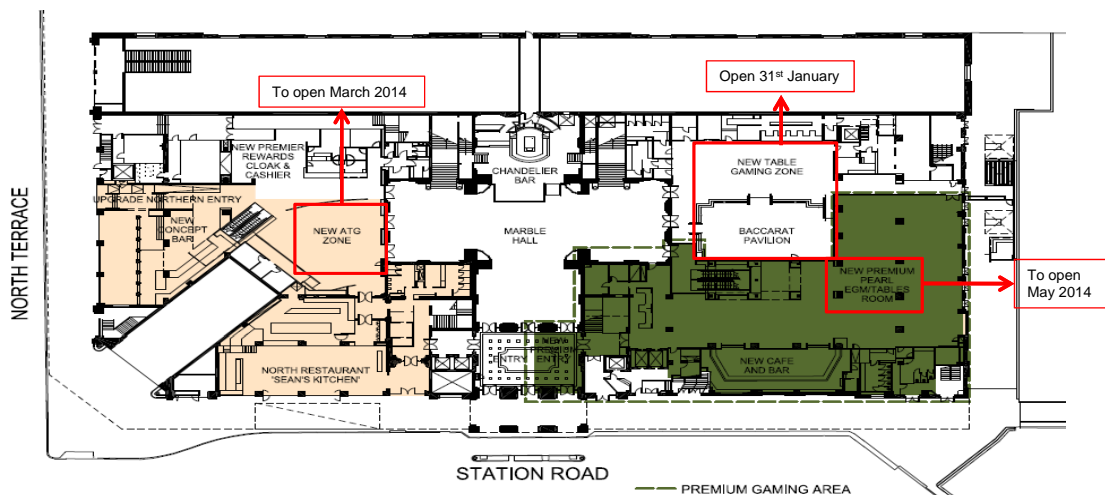 To open March 2014
Open 31st January
NEW PREMIER
REWARDS
CLOAK &
CASHIER
CHANDELIER
BAR
NEW TABLE
GAMING ZONE
UPGRADE NORTHERN ENTRY
NEW
CONCEPT
BAR
NEW ATG
ZONE
MARBLE
HALL
BACCARAT
PAVILION
NORTH TERRACE
NEW PREMIUM
PEARL
EGM/TABLES
ROOM
To open
May 2014
ENTRY
NEW
PREMIUM
ENTRY
NEW CAFE
AND BAR
NORTH RESTAURANT
'SEAN'S KITCHEN'
STATION ROAD
PREMIUM GAMING AREA